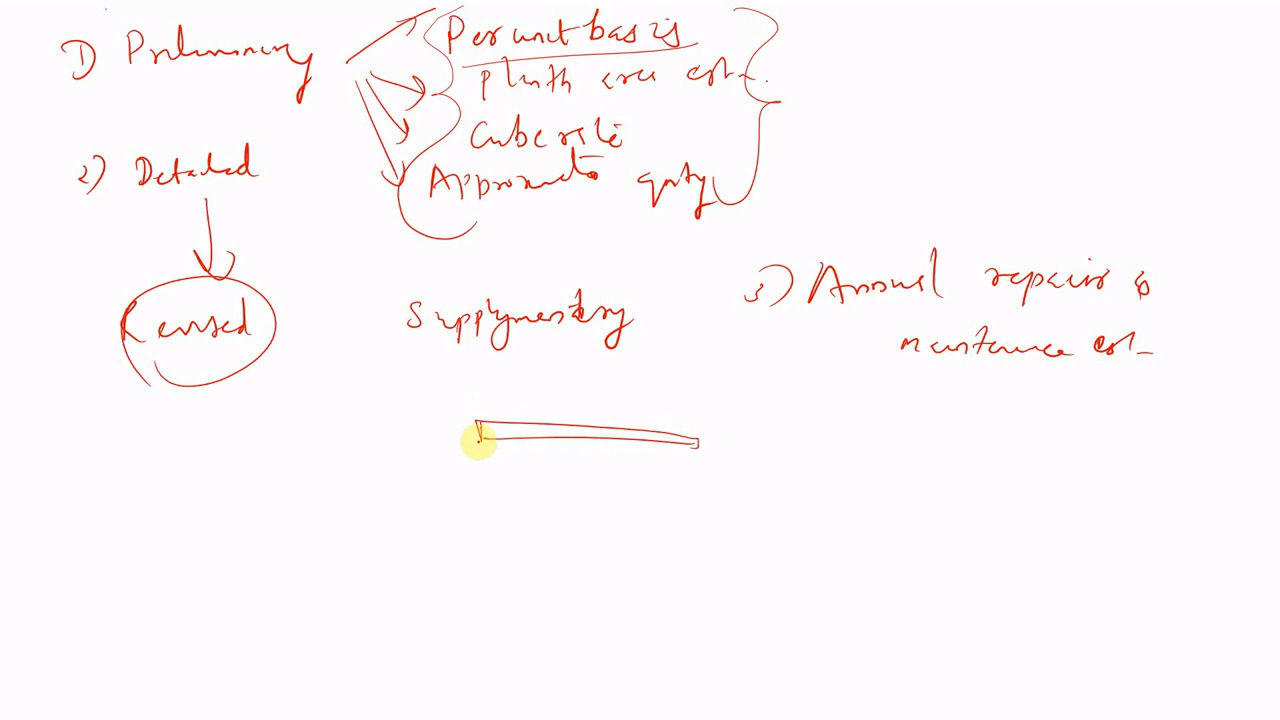 1) Preliminary
Per unit basis
plinth area est-.
Cube rate
Approximate qnty
2) Detailed
Revised
Supplymentary
3) Annual repairs &
maintenance est-